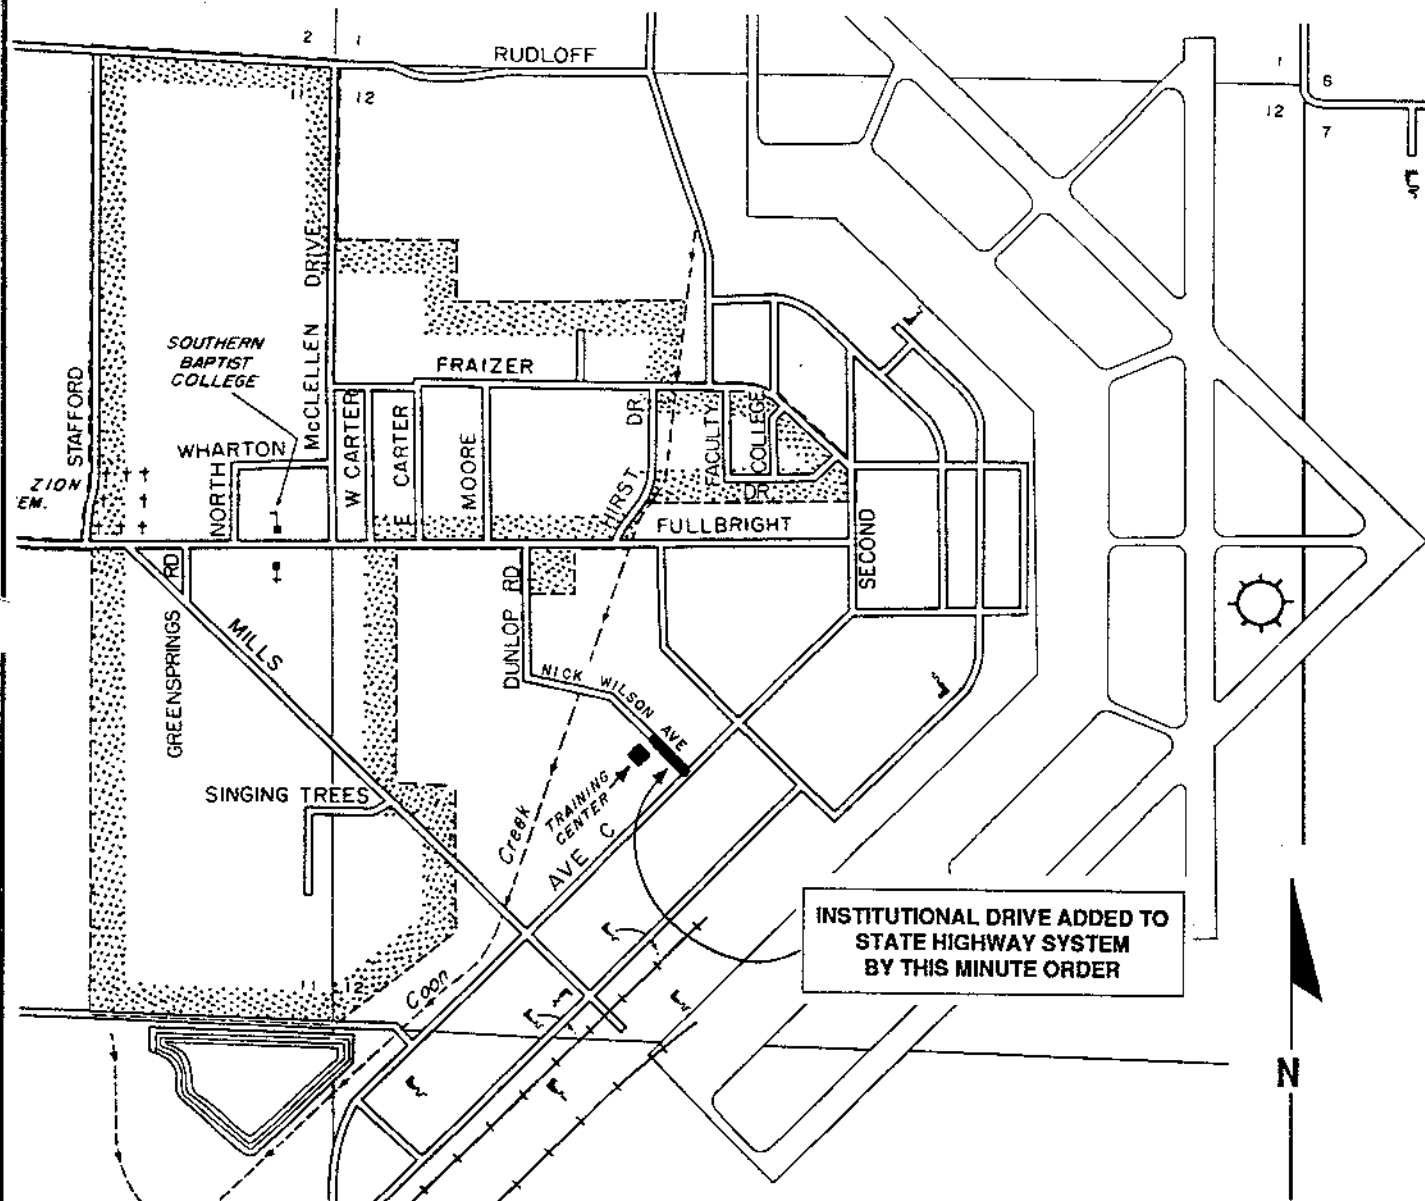 2 1
RUDLOFF
11 12
1 6
12 7
McCLELLEN DRIVE
SOUTHERN
BAPTIST
COLLEGE
STAFFORD
FRAIZER
WHARTON
NORTH
W CARTER
E CARTER
MOORE
HIRST DR.
FACULTY
COLLEGE
DR.
ZION
EM.
FULLBRIGHT
SECOND
RD
GREENSPRINGS
MILLS
DUNLOP RD
NICK WILSON AVE
SINGING TREES
TRAINING
CENTER
AVE C
Creek
Coon
11 12
INSTITUTIONAL DRIVE ADDED TO
STATE HIGHWAY SYSTEM
BY THIS MINUTE ORDER
N